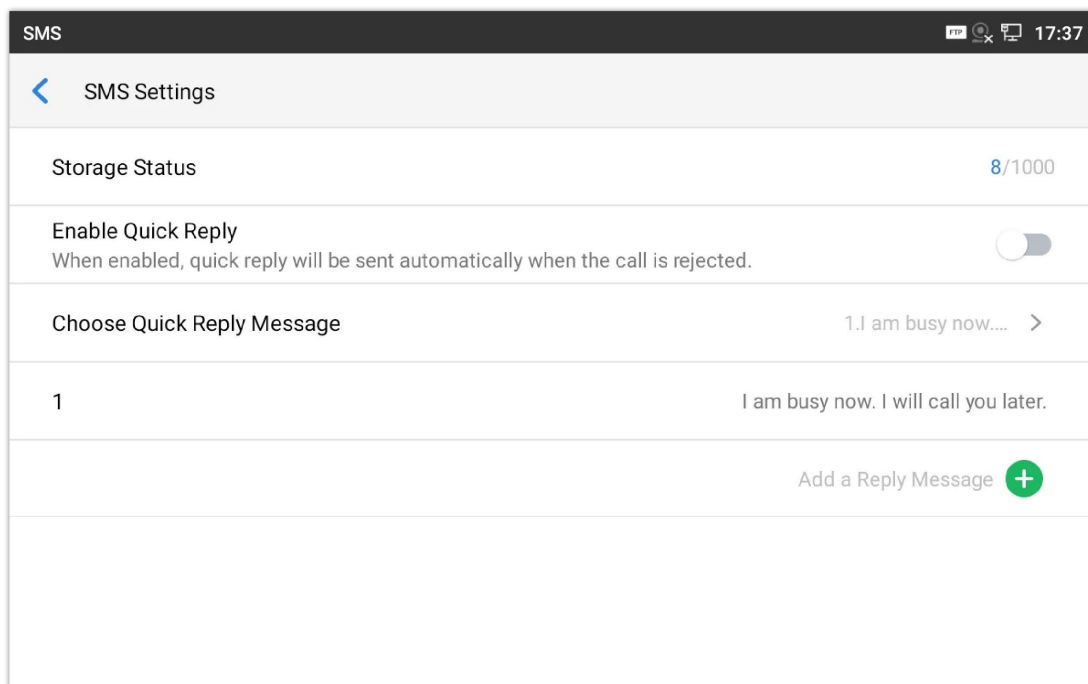 SMS
FTP
17:37
SMS Settings
Storage Status
8/1000
Enable Quick Reply
When enabled, quick reply will be sent automatically when the call is rejected.
Choose Quick Reply Message
1.I am busy now....
1
I am busy now. I will call you later.
Add a Reply Message